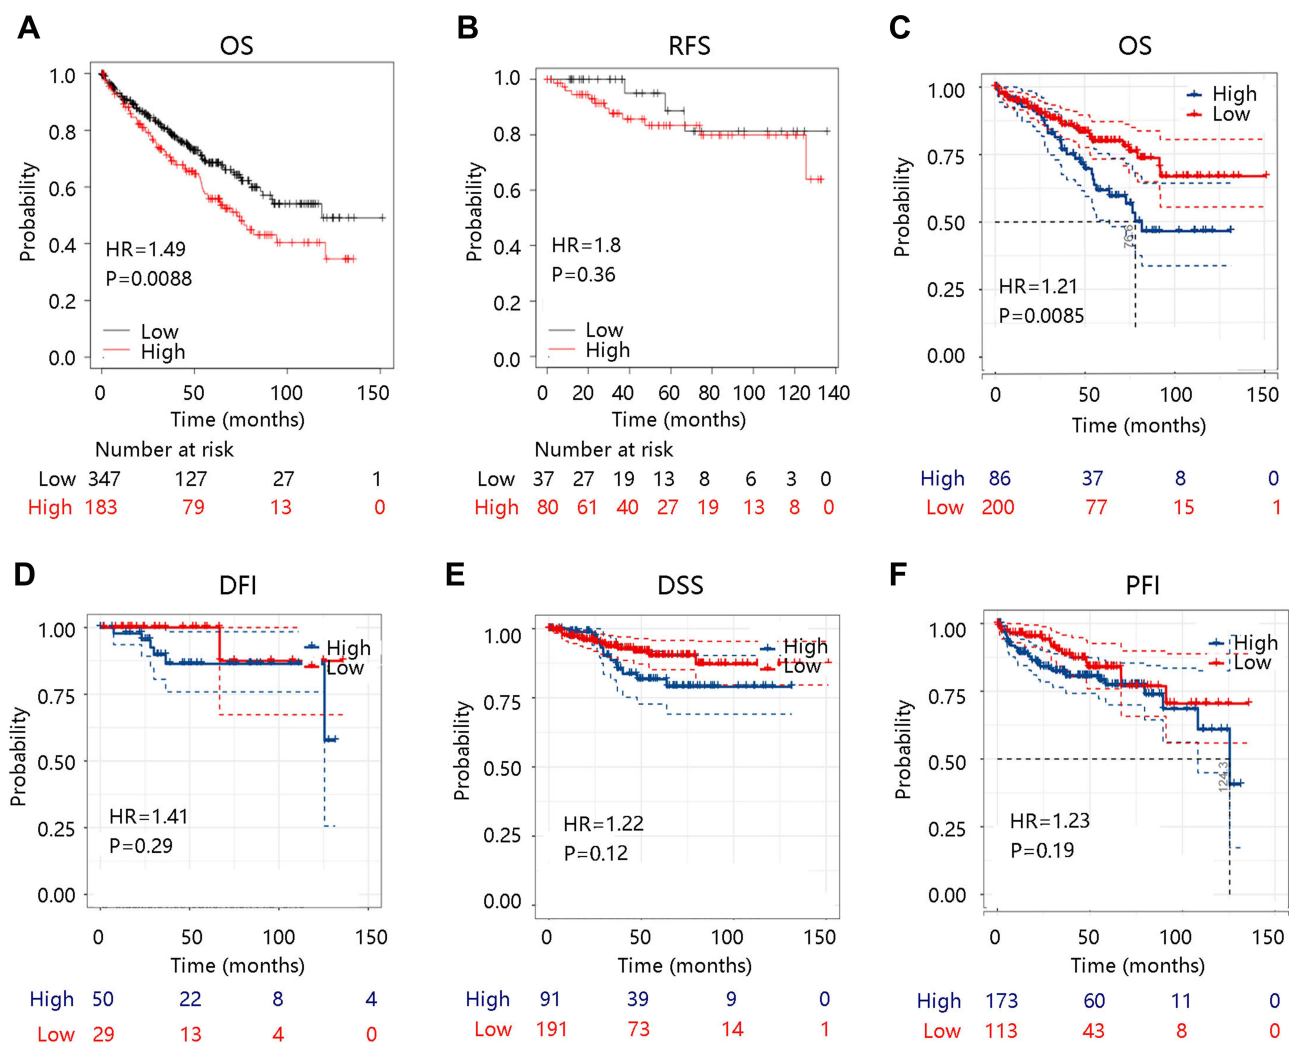 A
OS
Probability
1.0
0.8
0.6
0.4
0.2
0.0
HR=1.49
P=0.0088
Low
High
0 50 100 150
Time (months)
Number at risk
Low 347 127 27 1
High 183 79 13 0
B
RFS
Probability
1.0
0.8
0.6
0.4
0.2
0.0
HR=1.8
P=0.36
Low
High
0 20 40 60 80 100 120 140
Time (months)
Number at risk
Low 37 27 19 13 8 6 3 0
High 80 61 40 27 19 13 8 0
C
OS
Probability
1.00
0.75
0.50
0.25
0.00
High
Low
76.6
HR=1.21
P=0.0085
0 50 100 150
Time (months)
High 86 37 8 0
Low 200 77 15 1
D
DFI
Probability
1.00
0.75
0.50
0.25
0.00
High
Low
HR=1.41
P=0.29
0 50 100 150
Time (months)
High 50 22 8 4
Low 29 13 4 0
E
DSS
Probability
1.00
0.75
0.50
0.25
0.00
High
Low
HR=1.22
P=0.12
0 50 100 150
Time (months)
High 91 39 9 0
Low 191 73 14 1
F
PFI
Probability
1.00
0.75
0.50
0.25
0.00
High
Low
124.3
HR=1.23
P=0.19
0 50 100 150
Time (months)
High 173 60 11 0
Low 113 43 8 0